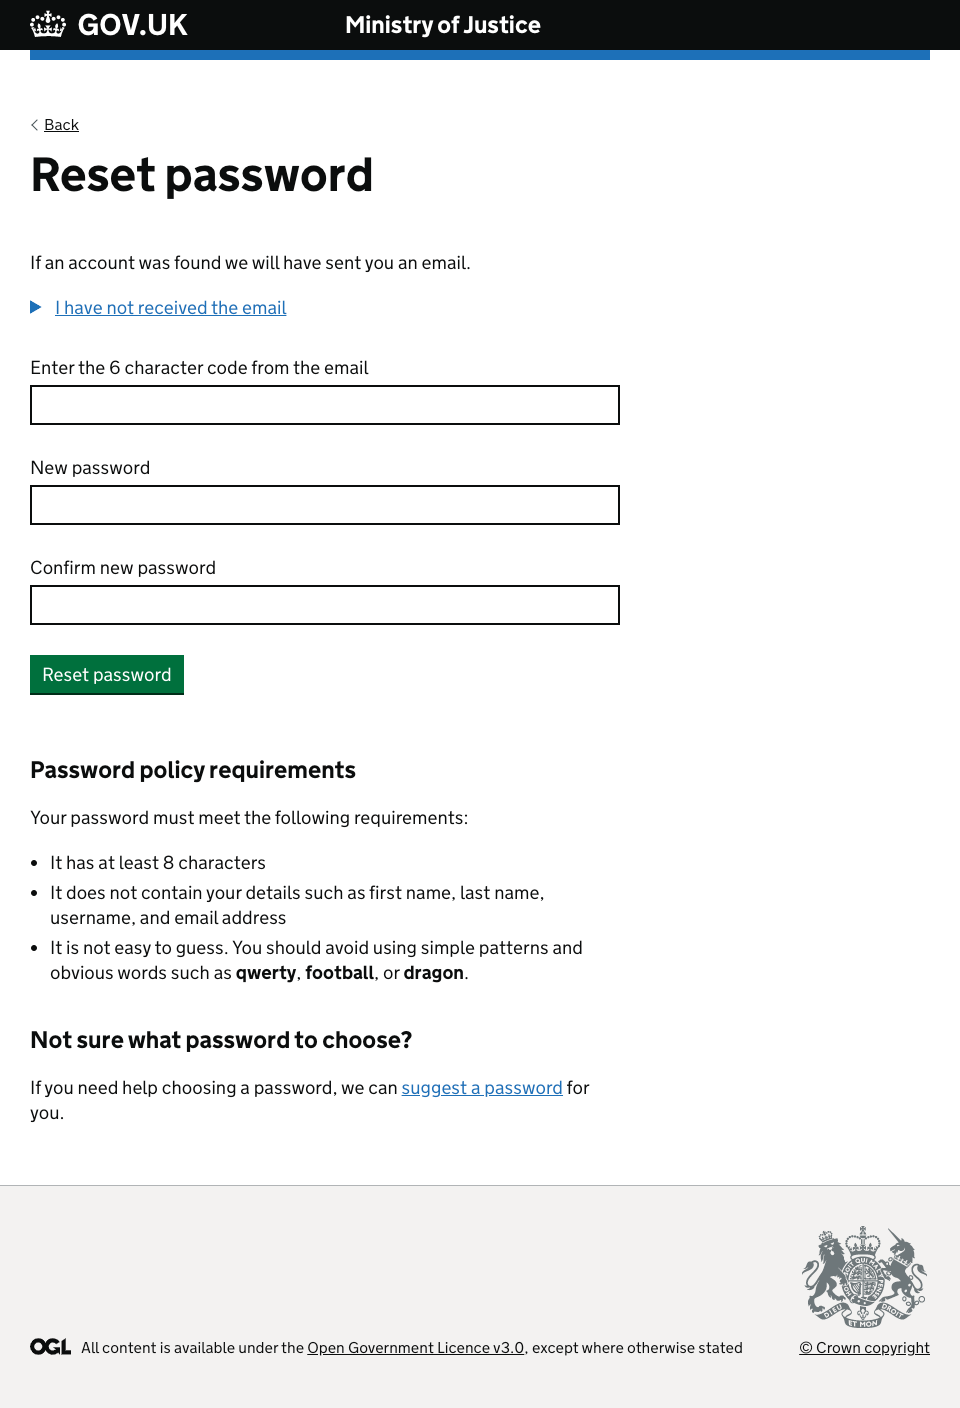 GOV.UK
Ministry of Justice
Back
Reset password
If an account was found we will have sent you an email.
I have not received the email
Enter the 6 character code from the email
New password
Confirm new password
Reset password
Password policy requirements
Your password must meet the following requirements:
• It has at least 8 characters
• It does not contain your details such as first name, last name,
username, and email address
• It is not easy to guess. You should avoid using simple patterns and
obvious words such as qwerty, football, or dragon.
Not sure what password to choose?
If you need help choosing a password, we can suggest a password for
you.
DIEU ET MON DROIT
OGL All content is available under the Open Government Licence v3.0, except where otherwise stated
© Crown copyright